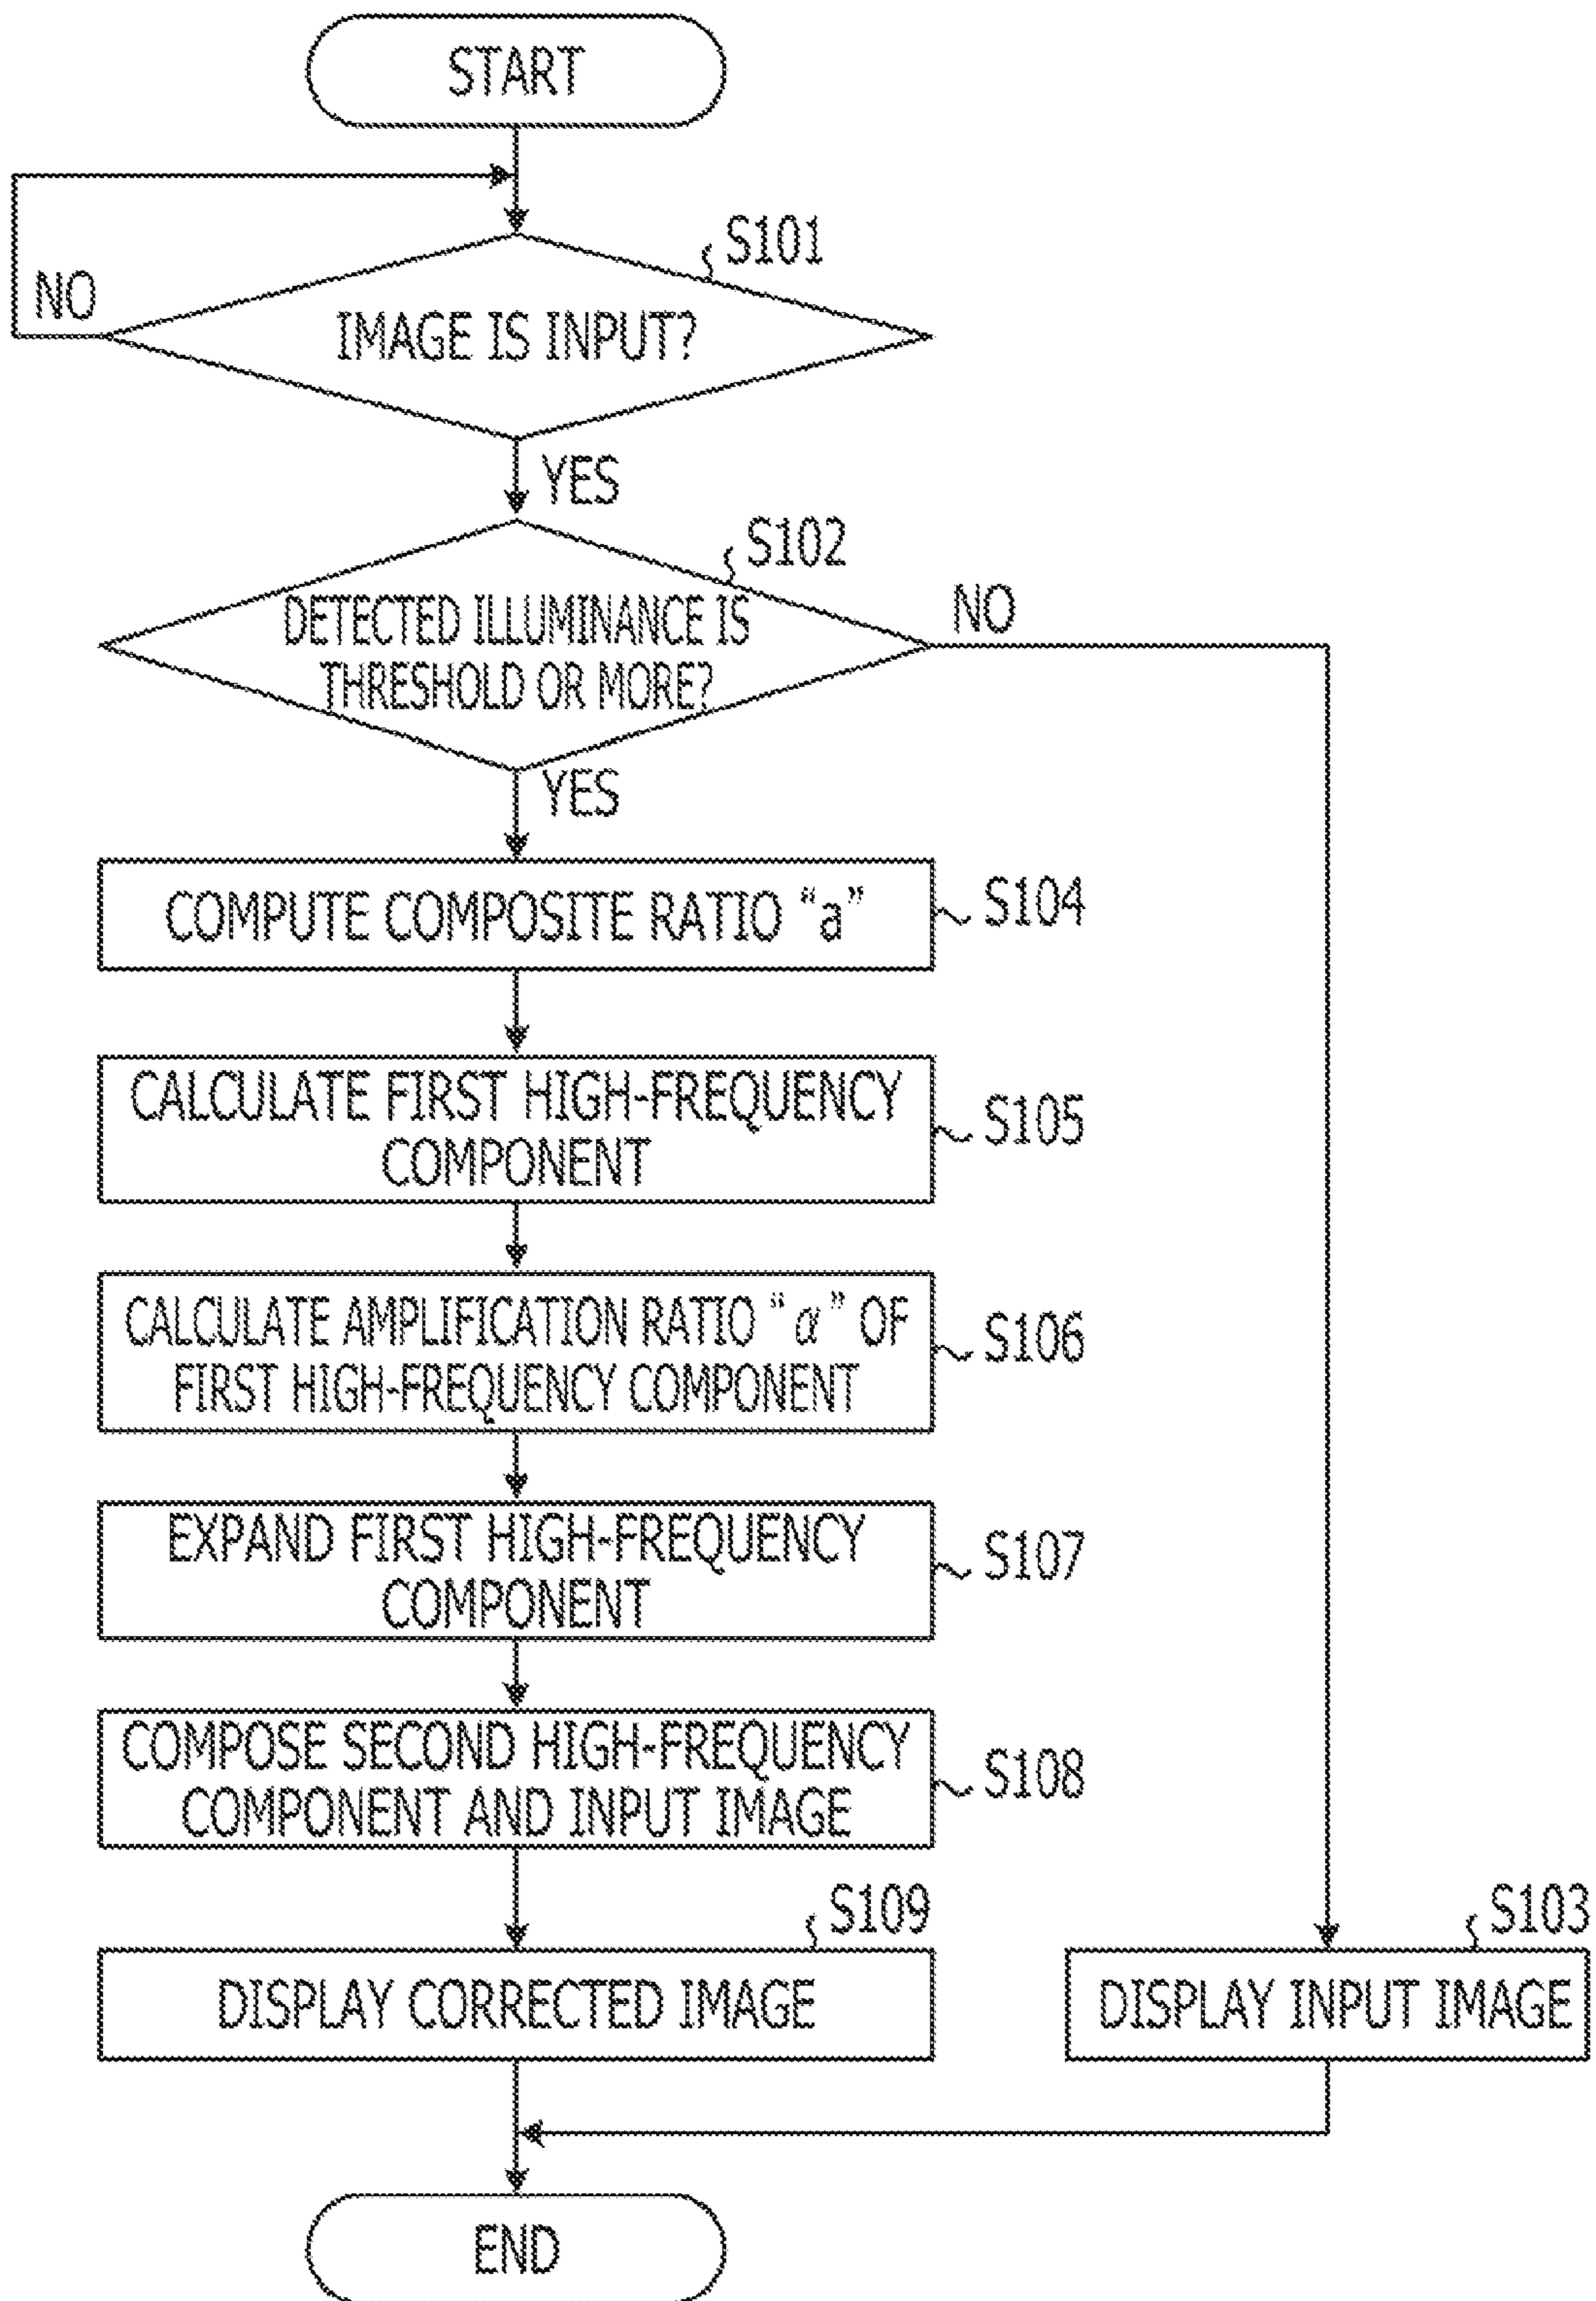 START
S101
NO
IMAGE IS INPUT?
YES
S102
DETECTED ILLUMINANCE IS
THRESHOLD OR MORE?
NO
YES
COMPUTE COMPOSITE RATIO “a”
S104
CALCULATE FIRST HIGH-FREQUENCY
COMPONENT
S105
CALCULATE AMPLIFICATION RATIO “α” OF
FIRST HIGH-FREQUENCY COMPONENT
S106
EXPAND FIRST HIGH-FREQUENCY
COMPONENT
S107
COMPOSE SECOND HIGH-FREQUENCY
COMPONENT AND INPUT IMAGE
S108
S109
DISPLAY CORRECTED IMAGE
S103
DISPLAY INPUT IMAGE
END